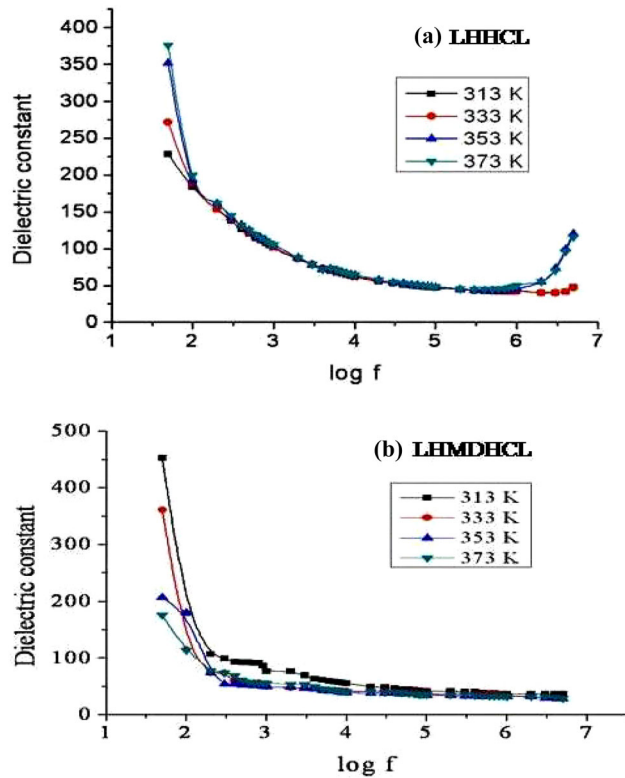 (a) LHHCL
400
350
300
250
200
150
100
50
0
Dielectric constant
313 K
333 K
353 K
373 K
1 2 3 4 5 6 7
log f
(b) LHMDHCL
500
400
300
200
100
0
Dielectric constant
313 K
333 K
353 K
373 K
1 2 3 4 5 6 7
log f